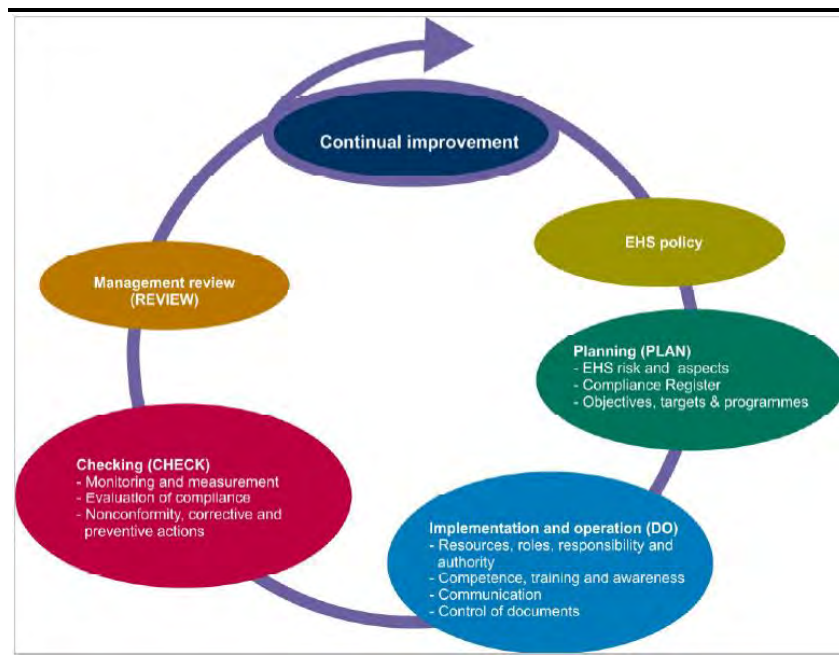 Continual improvement
EHS policy
Planning (PLAN)
- EHS risk and aspects
- Compliance Register
- Objectives, targets & programmes
Implementation and operation (DO)
- Resources, roles, responsibility and
authority
- Competence, training and awareness
- Communication
- Control of documents
Checking (CHECK)
- Monitoring and measurement
- Evaluation of compliance
- Nonconformity, corrective and
preventive actions
Management review
(REVIEW)